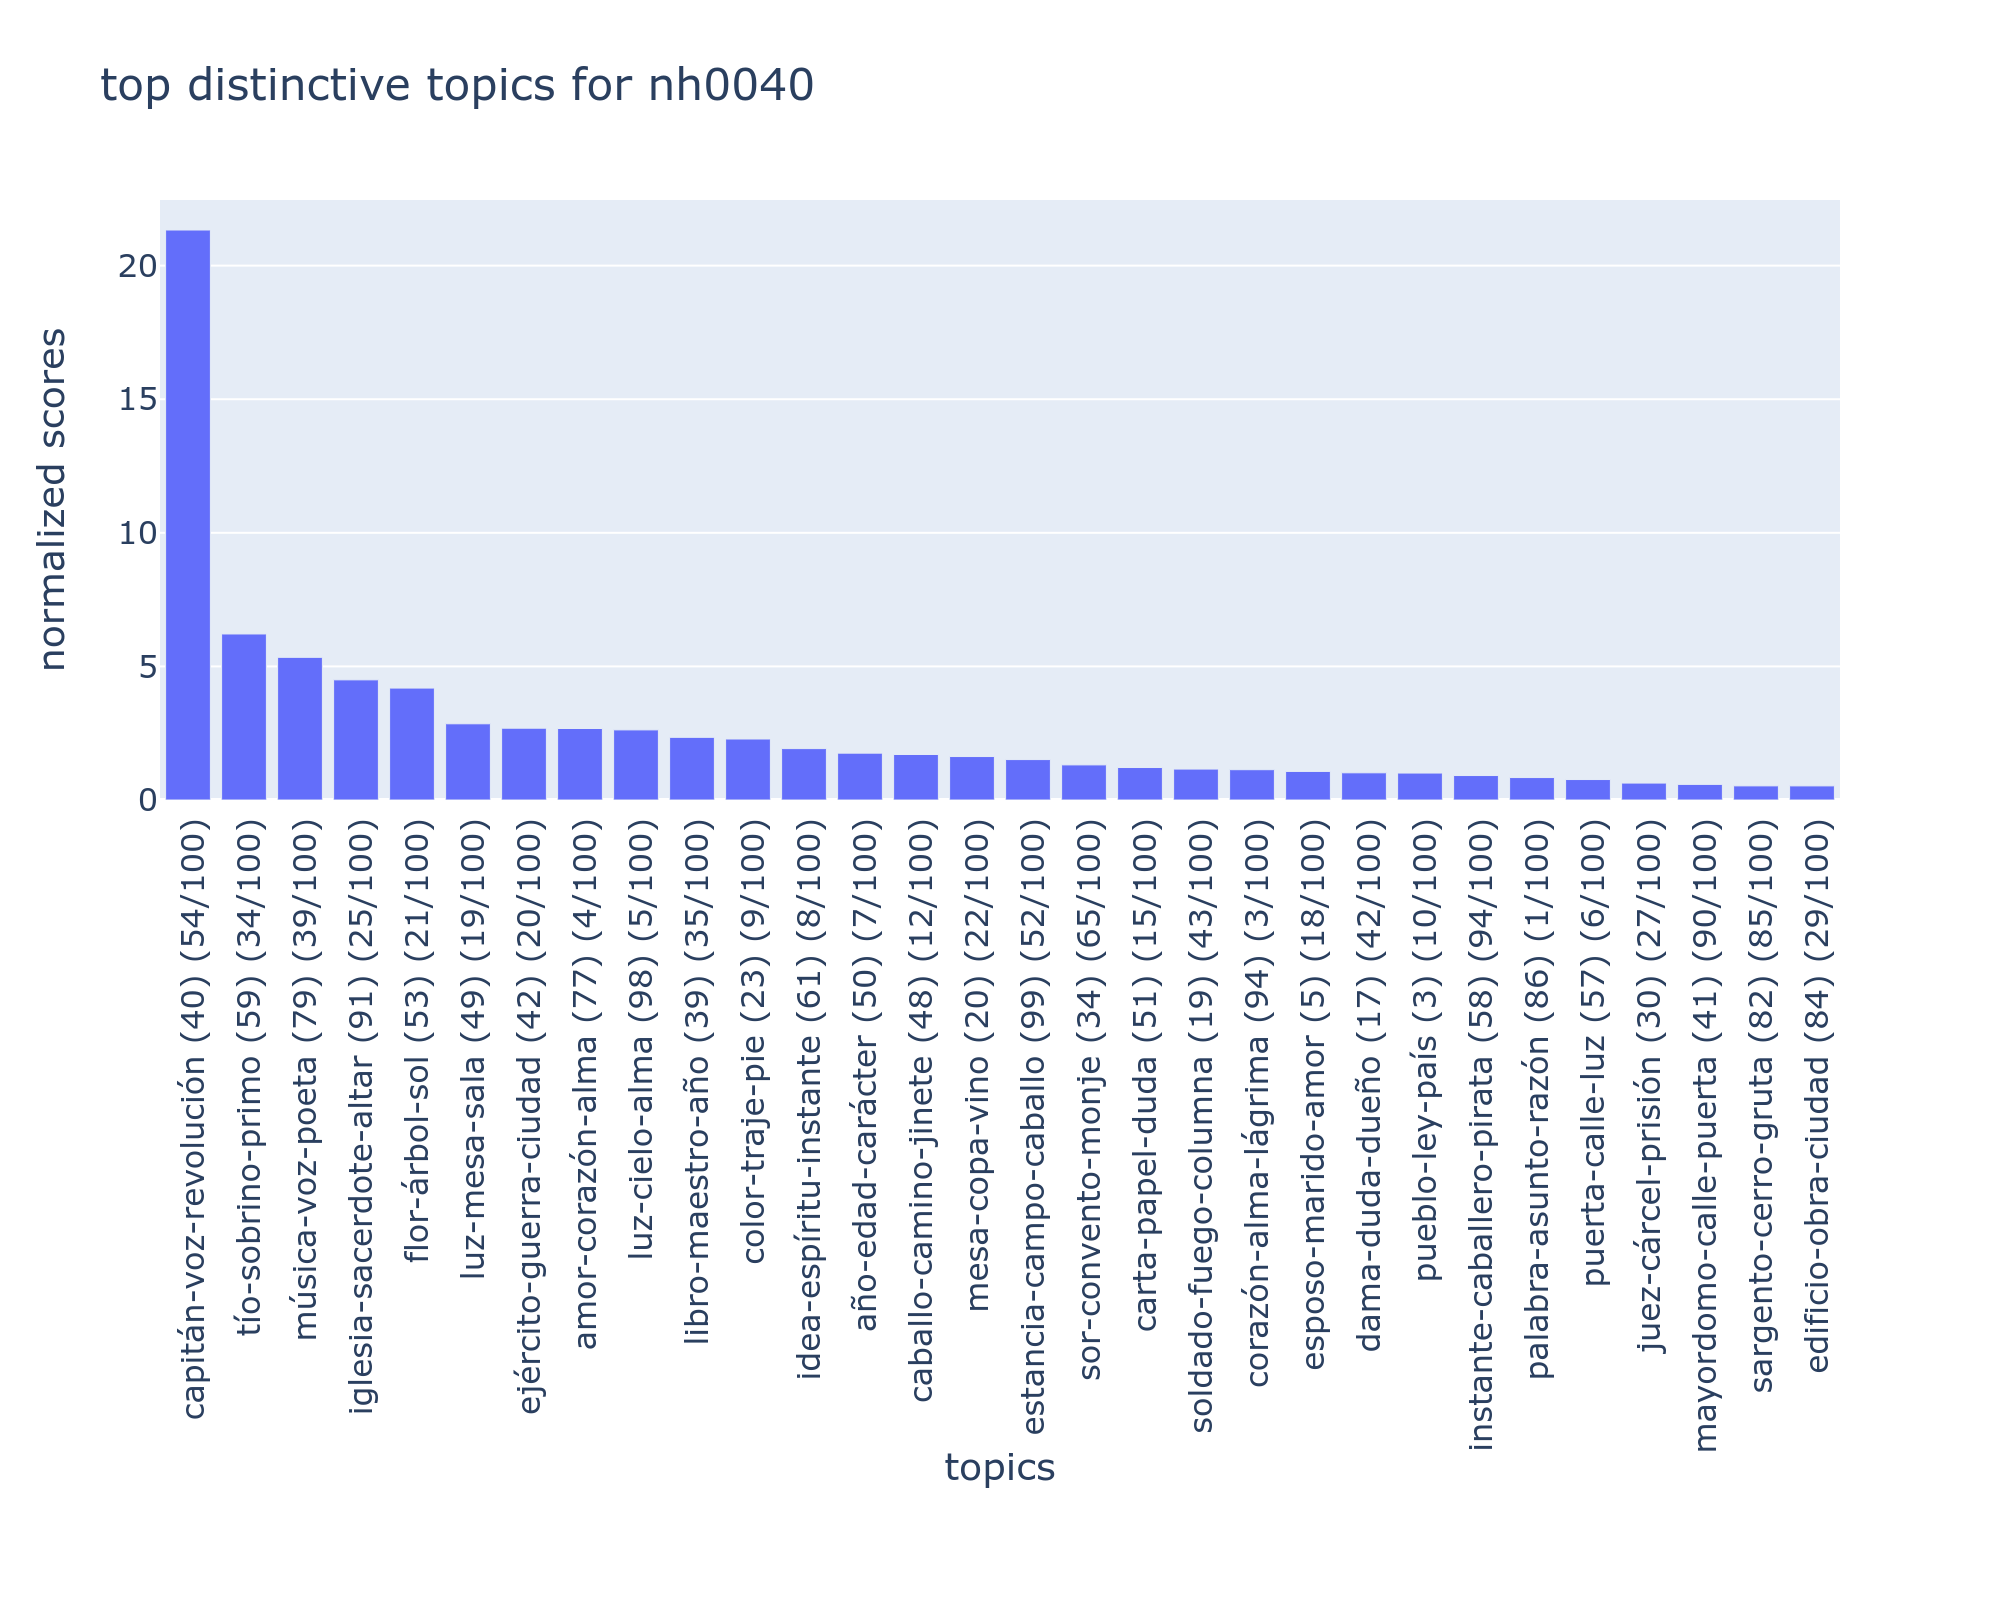 top distinctive topics for nh0040
normalized scores
20
15
10
5
0
capitán-voz-revolución (40) (54/100)
tío-sobrino-primo (59) (34/100)
música-voz-poeta (79) (39/100)
iglesia-sacerdote-altar (91) (25/100)
flor-árbol-sol (53) (21/100)
luz-mesa-sala (49) (19/100)
ejército-guerra-ciudad (42) (20/100)
amor-corazón-alma (77) (4/100)
luz-cielo-alma (98) (5/100)
libro-maestro-año (39) (35/100)
color-traje-pie (23) (9/100)
idea-espíritu-instante (61) (8/100)
año-edad-carácter (50) (7/100)
caballo-camino-jinete (48) (12/100)
mesa-copa-vino (20) (22/100)
estancia-campo-caballo (99) (52/100)
sor-convento-monje (34) (65/100)
carta-papel-duda (51) (15/100)
soldado-fuego-columna (19) (43/100)
corazón-alma-lágrima (94) (3/100)
esposo-marido-amor (5) (18/100)
dama-duda-dueño (17) (42/100)
pueblo-ley-país (3) (10/100)
instante-caballero-pirata (58) (94/100)
palabra-asunto-razón (86) (1/100)
puerta-calle-luz (57) (6/100)
juez-cárcel-prisión (30) (27/100)
mayordomo-calle-puerta (41) (90/100)
sargento-cerro-gruta (82) (85/100)
edificio-obra-ciudad (84) (29/100)
topics